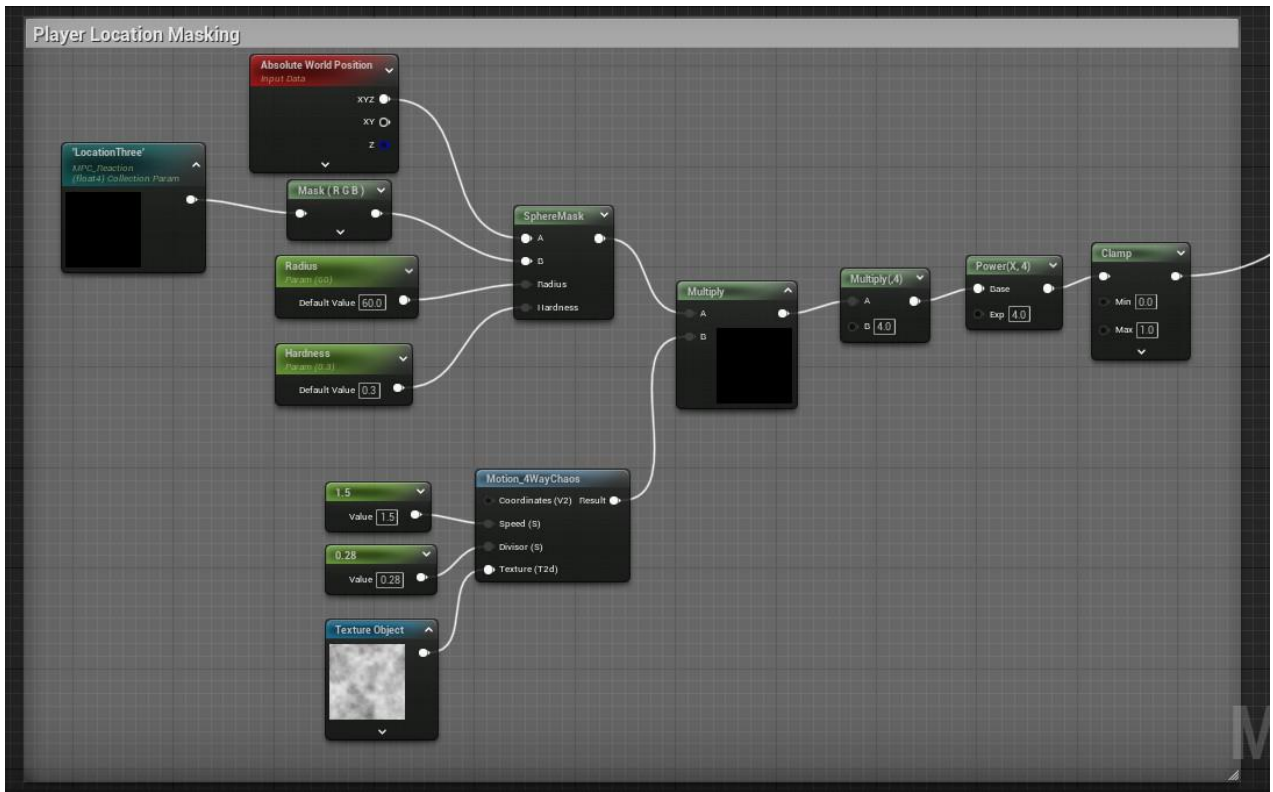 Player Location Masking
Absolute World Position
Input Data
XYZ
XY
Z
'LocationThree'
MPC_Reaction
(float4) Collection Param
Mask ( R G B )
Radius
Param (60)
Default Value 60.0
Hardness
Param (0.3)
Default Value 0.3
SphereMask
A
B
Radius
Hardness
Multiply
A
B
Multiply(,4)
A
B 4.0
Power(X, 4)
Base
Exp 4.0
Clamp
Min 0.0
Max 1.0
1.5
Value 1.5
0.28
Value 0.28
Texture Object
Motion_4WayChaos
Coordinates (V2) Result
Speed (S)
Divisor (S)
Texture (T2d)
M